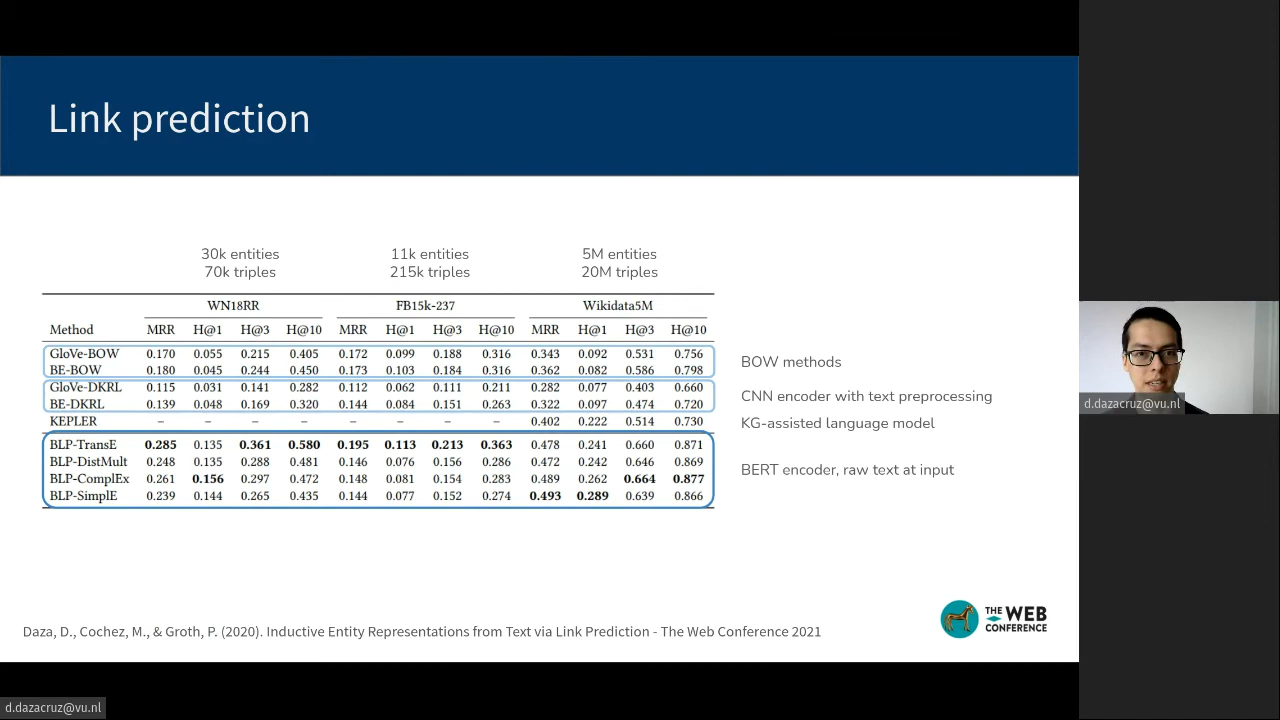 Link prediction
30k entities 11k entities 5M entities
70k triples 215k triples 20M triples
WN18RR FB15k-237 Wikidata5M
Method MRR H@1 H@3 H@10 MRR H@1 H@3 H@10 MRR H@1 H@3 H@10
GloVe-BOW 0.170 0.055 0.215 0.405 0.172 0.099 0.188 0.316 0.343 0.092 0.531 0.756
BOW methods
BE-BOW 0.180 0.045 0.244 0.450 0.173 0.103 0.184 0.316 0.362 0.082 0.586 0.798
GloVe-DKRL 0.115 0.031 0.141 0.282 0.112 0.062 0.111 0.211 0.282 0.077 0.403 0.660
CNN encoder with text preprocessing
BE-DKRL 0.139 0.048 0.169 0.320 0.144 0.084 0.151 0.263 0.322 0.097 0.474 0.720
KEPLER – – – – – – – – 0.402 0.222 0.514 0.730 KG-assisted language model
BLP-TransE 0.285 0.135 0.361 0.580 0.195 0.113 0.213 0.363 0.478 0.241 0.660 0.871
BLP-DistMult 0.248 0.135 0.288 0.481 0.146 0.076 0.156 0.286 0.472 0.242 0.646 0.869
BERT encoder, raw text at input
BLP-ComplEx 0.261 0.156 0.297 0.472 0.148 0.081 0.154 0.283 0.489 0.262 0.664 0.877
BLP-SimplE 0.239 0.144 0.265 0.435 0.144 0.077 0.152 0.274 0.493 0.289 0.639 0.866
Daza, D., Cochez, M., & Groth, P. (2020). Inductive Entity Representations from Text via Link Prediction - The Web Conference 2021
THE WEB
CONFERENCE
d.dazacruz@vu.nl
d.dazacruz@vu.nl